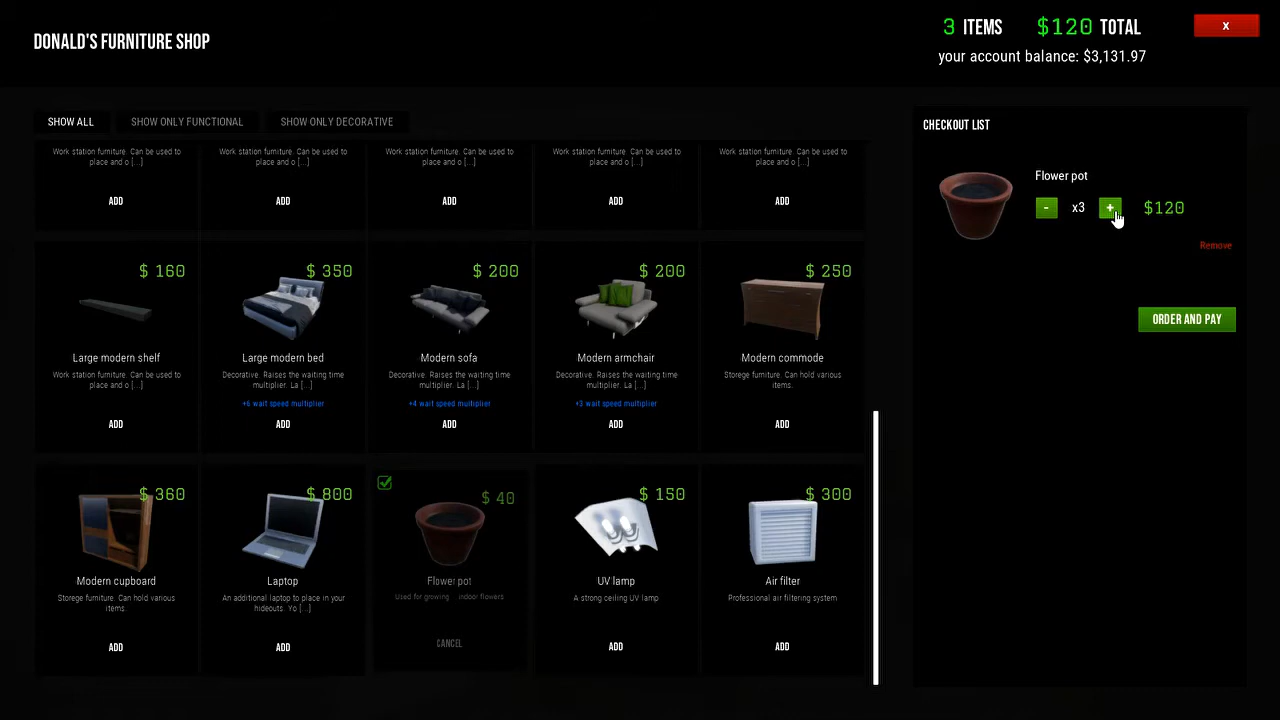 DONALD'S FURNITURE SHOP
3 ITEMS $120 TOTAL
X
your account balance: $3,131.97
SHOW ALL SHOW ONLY FUNCTIONAL SHOW ONLY DECORATIVE
CHECKOUT LIST
Work station furniture. Can be used to
place and o [...]
ADD
Work station furniture. Can be used to
place and o [...]
ADD
Work station furniture. Can be used to
place and o [...]
ADD
Work station furniture. Can be used to
place and o [...]
ADD
Work station furniture. Can be used to
place and o [...]
ADD
$ 160
Large modern shelf
Work station furniture. Can be used to
place and o [...]
ADD
$ 350
Large modern bed
Decorative. Raises the waiting time
multiplier. La [...]
+6 wait speed multiplier
ADD
$ 200
Modern sofa
Decorative. Raises the waiting time
multiplier. La [...]
+4 wait speed multiplier
ADD
$ 200
Modern armchair
Decorative. Raises the waiting time
multiplier. La [...]
+3 wait speed multiplier
ADD
$ 250
Modern commode
Storege furniture. Can hold various
items.
ADD
$ 360
Modern cupboard
Storege furniture. Can hold various
items.
ADD
$ 800
Laptop
An additional laptop to place in your
hideouts. Yo [...]
ADD
$ 40
Flower pot
Used for growing indoor flowers
CANCEL
$ 150
UV lamp
A strong ceiling UV lamp
ADD
$ 300
Air filter
Professional air filtering system
ADD
Flower pot
- x3 + $120
Remove
ORDER AND PAY